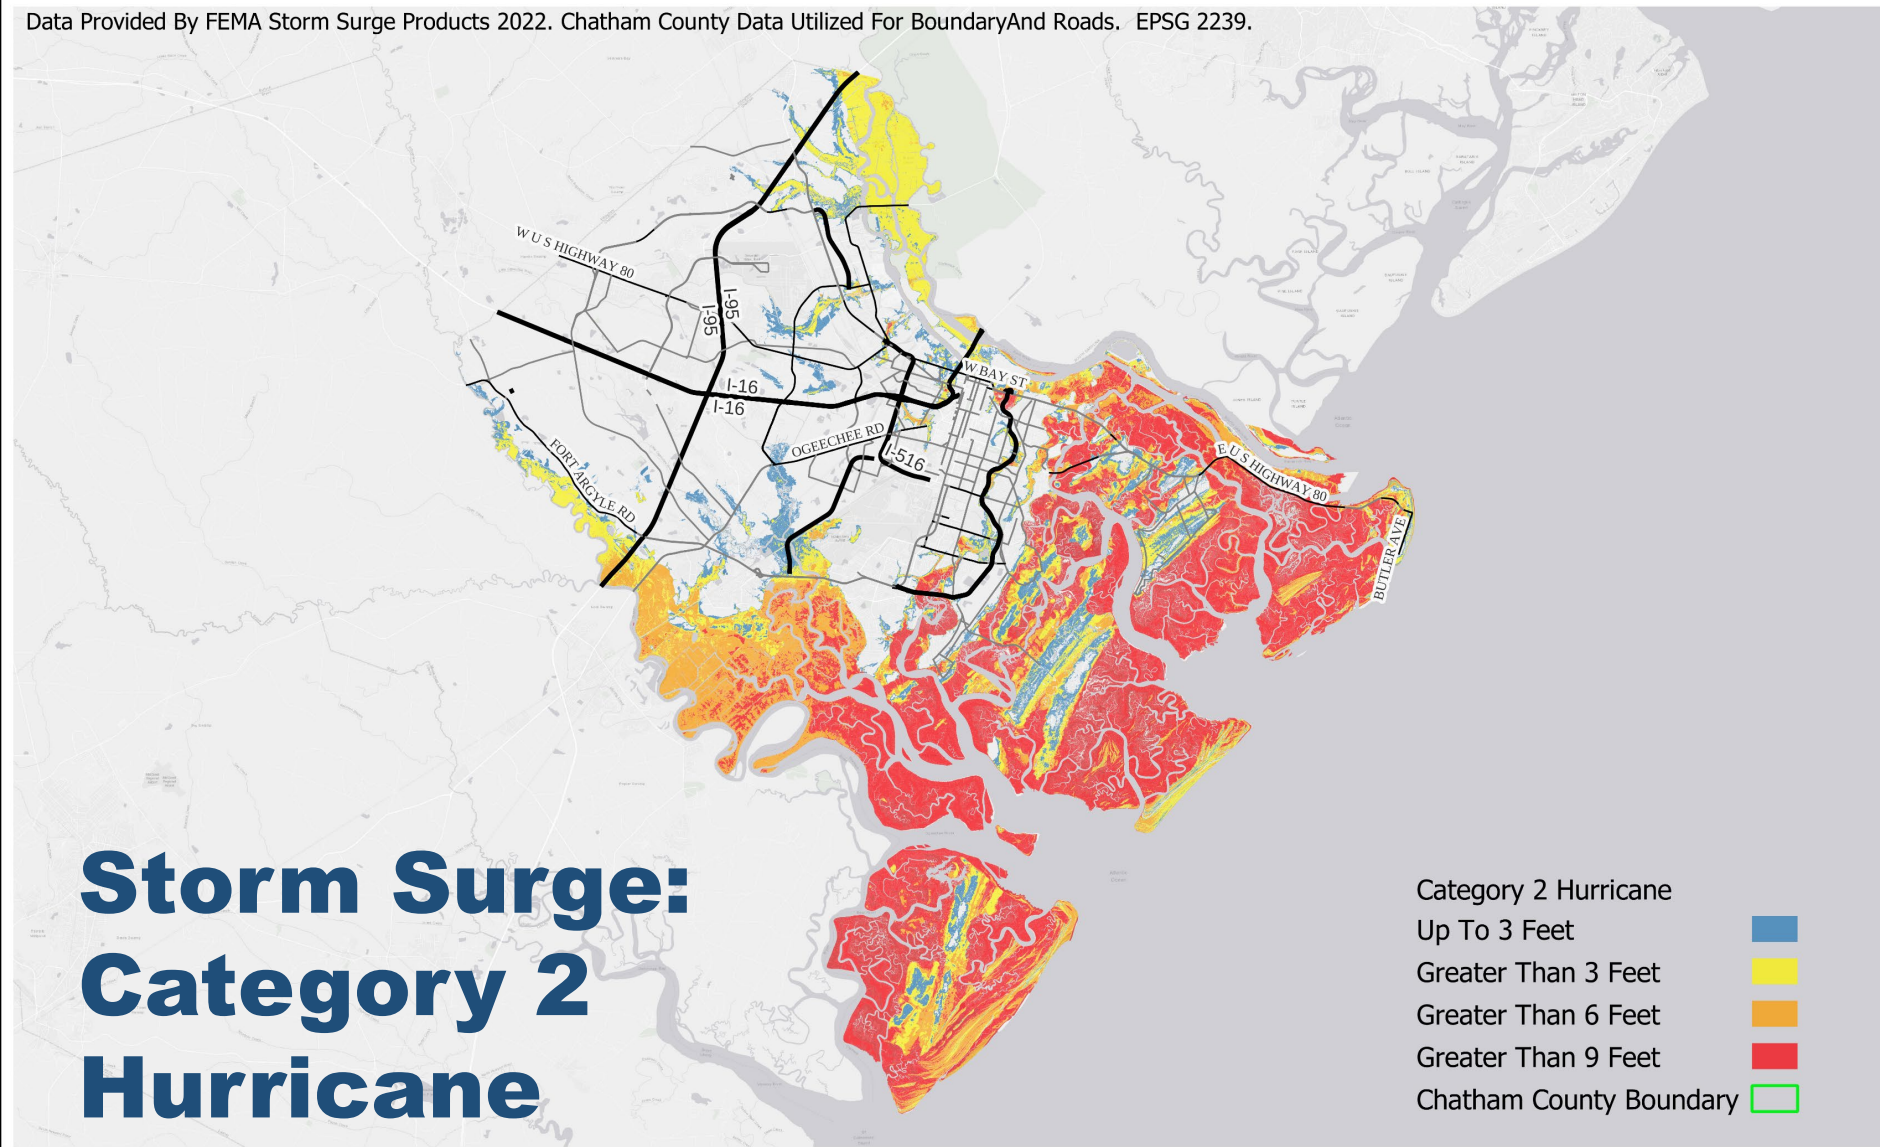 Data Provided By FEMA Storm Surge Products 2022. Chatham County Data Utilized For BoundaryAnd Roads.  EPSG 2239.
W U S HIGHWAY 80
I-95
I-95
I-16
I-16
W BAY ST
OGEECHEE RD
I-516
FORT ARGYLE RD
E U S HIGHWAY 80
BUTLER AVE
Storm Surge:
Category 2
Hurricane
Category 2 Hurricane
Up To 3 Feet
Greater Than 3 Feet
Greater Than 6 Feet
Greater Than 9 Feet
Chatham County Boundary